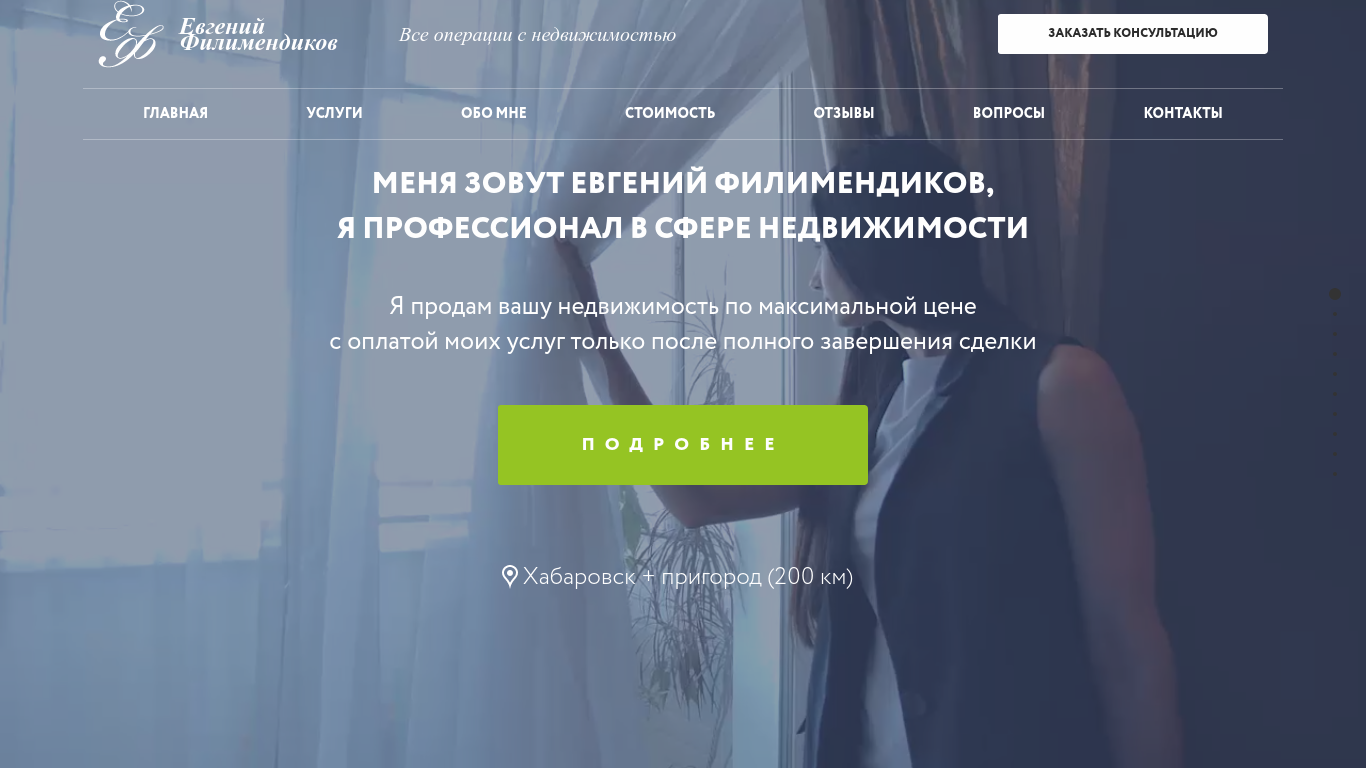 Евгений
Филимендиков
Все операции с недвижимостью
ЗАКАЗАТЬ КОНСУЛЬТАЦИЮ
ГЛАВНАЯ УСЛУГИ ОБО МНЕ СТОИМОСТЬ ОТЗЫВЫ ВОПРОСЫ КОНТАКТЫ
МЕНЯ ЗОВУТ ЕВГЕНИЙ ФИЛИМЕНДИКОВ,
Я ПРОФЕССИОНАЛ В СФЕРЕ НЕДВИЖИМОСТИ
Я продам вашу недвижимость по максимальной цене
с оплатой моих услуг только после полного завершения сделки
ПОДРОБНЕЕ
Хабаровск + пригород (200 км)